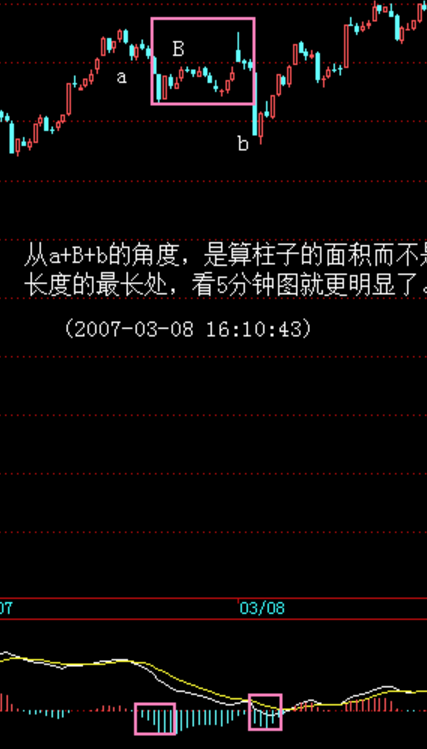 B
a
b
从a+B+b的角度，是算柱子的面积而不是
长度的最长处，看5分钟图就更明显了。
(2007-03-08 16:10:43)
07
03/08